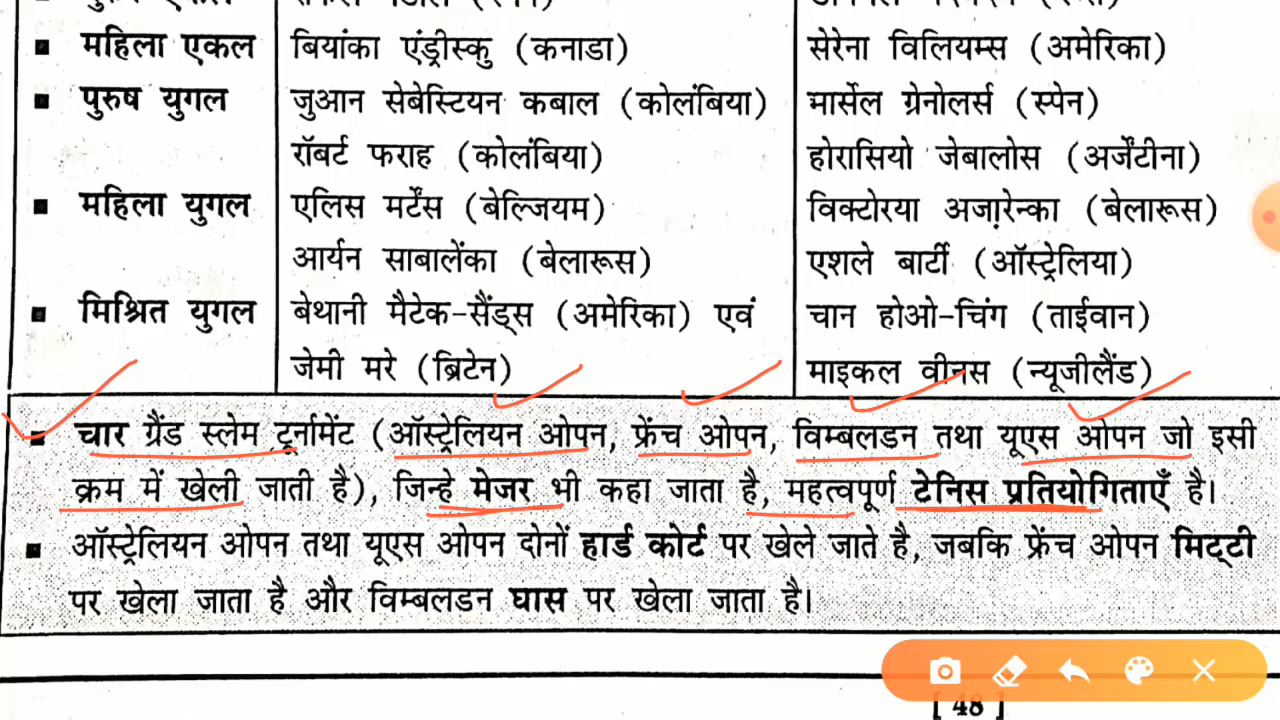 महिला एकल बियांका एंड्रीस्कु (कनाडा) सेरेना विलियम्स (अमेरिका)
पुरुष युगल जुआन सेबेस्टियन कबाल (कोलंबिया) मार्सेल ग्रेनोलर्स (स्पेन)
रॉबर्ट फराह (कोलंबिया) होरासियो जेबालोस (अर्जेंटीना)
महिला युगल एलिस मर्टेंस (बेल्जियम) विक्टोरया अजा़रेन्का (बेलारूस)
आर्यन साबालेंका (बेलारूस) एशले बार्टी (ऑस्ट्रेलिया)
मिश्रित युगल बेथानी मैटेक-सैंड्स (अमेरिका) एवं चान होओ-चिंग (ताईवान)
जेमी मरे (ब्रिटेन) माइकल वीनस (न्यूजीलैंड)
चार ग्रैंड स्लेम टूर्नामेंट (ऑस्ट्रेलियन ओपन, फ्रेंच ओपन, विम्बलडन तथा यूएस ओपन जो इसी
क्रम में खेली जाती है), जिन्हे मेजर भी कहा जाता है, महत्वपूर्ण टेनिस प्रतियोगिताएँ है।
ऑस्ट्रेलियन ओपन तथा यूएस ओपन दोनों हार्ड कोर्ट पर खेले जाते है, जबकि फ्रेंच ओपन मिट्टी
पर खेला जाता है और विम्बलडन घास पर खेला जाता है।
[ 48 ]